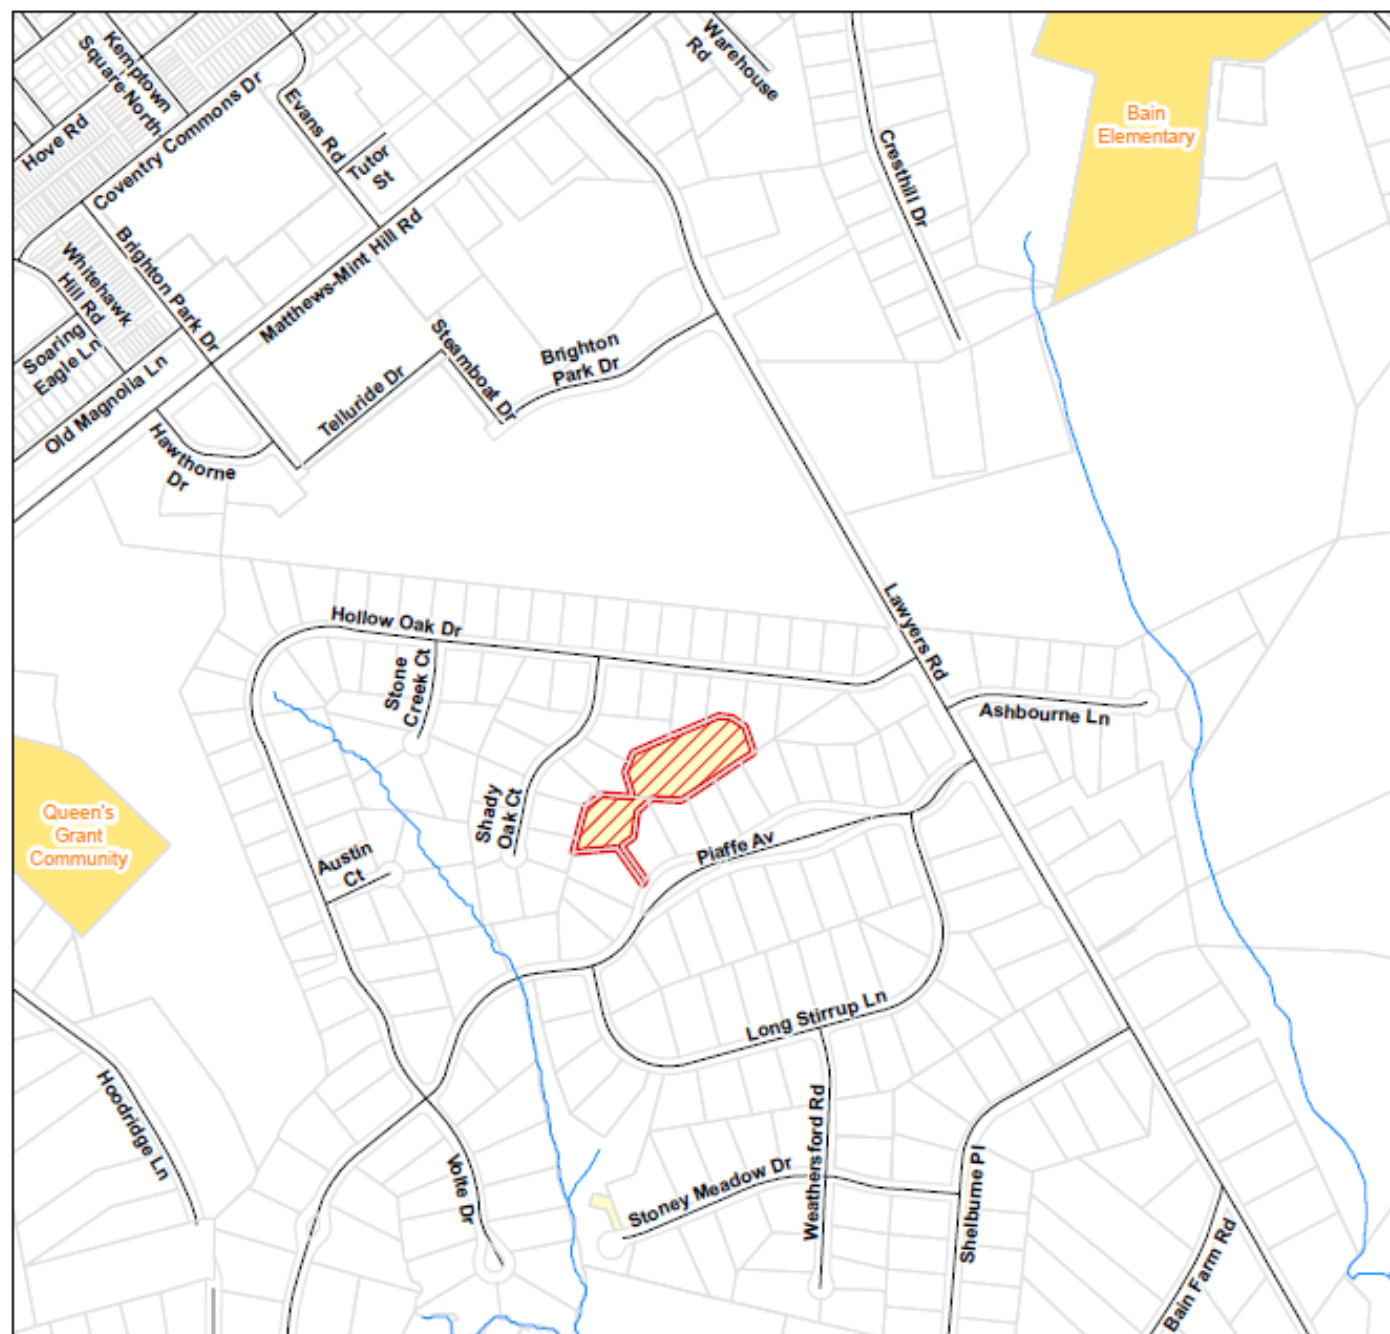 Kemptown
Square North
Hove Rd
Coventry Commons Dr
Evans Rd
Tutor
St
Warehouse
Rd
Cresthill Dr
Bain
Elementary
Whitehawk
Hill Rd
Brighton Park Dr
Matthews-Mint Hill Rd
Soaring
Eagle Ln
Old Magnolia Ln
Steamboat Dr
Brighton
Park Dr
Telluride Dr
Hawthorne
Dr
Lawyers Rd
Hollow Oak Dr
Stone
Creek Ct
Ashbourne Ln
Shady
Oak Ct
Queen's
Grant
Community
Austin
Ct
Piaffe Av
Long Stirrup Ln
Hoodridge Ln
Weathersford Rd
Volte Dr
Stoney Meadow Dr
Shelburne Pl
Bain Farm Rd